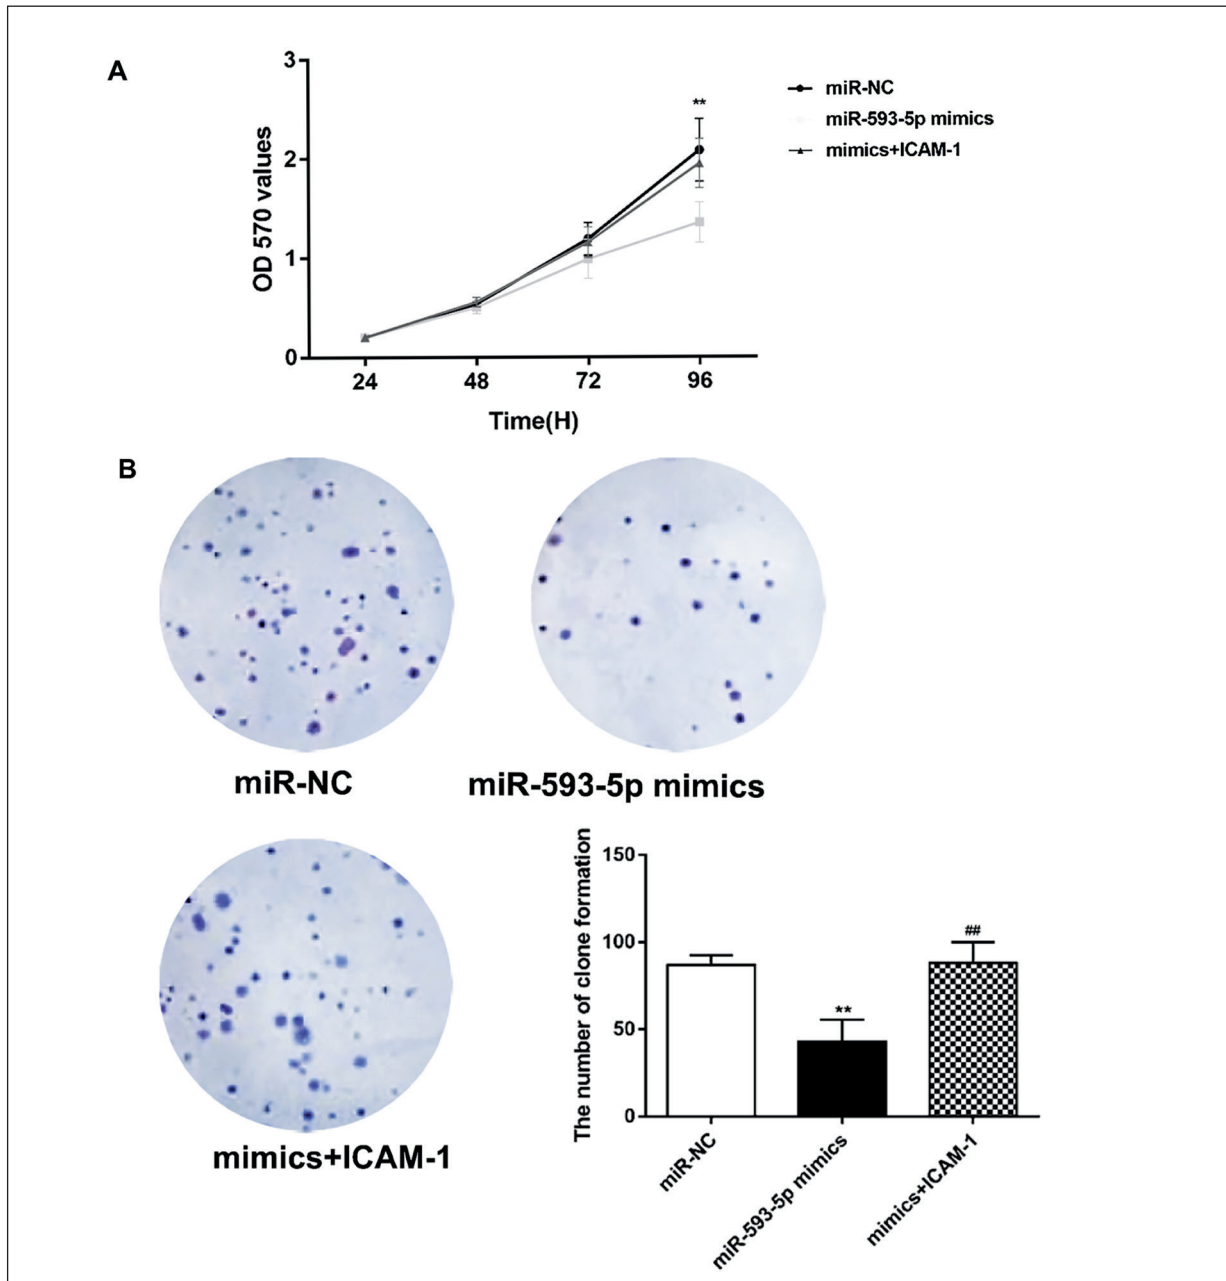 A
3
2
1
0
OD 570 values
24 48 72 96
Time(H)
**
miR-NC
miR-593-5p mimics
mimics+ICAM-1
B
miR-NC
miR-593-5p mimics
mimics+ICAM-1
The number of clone formation
150
100
50
0
**
##
miR-NC
miR-593-5p mimics
mimics+ICAM-1